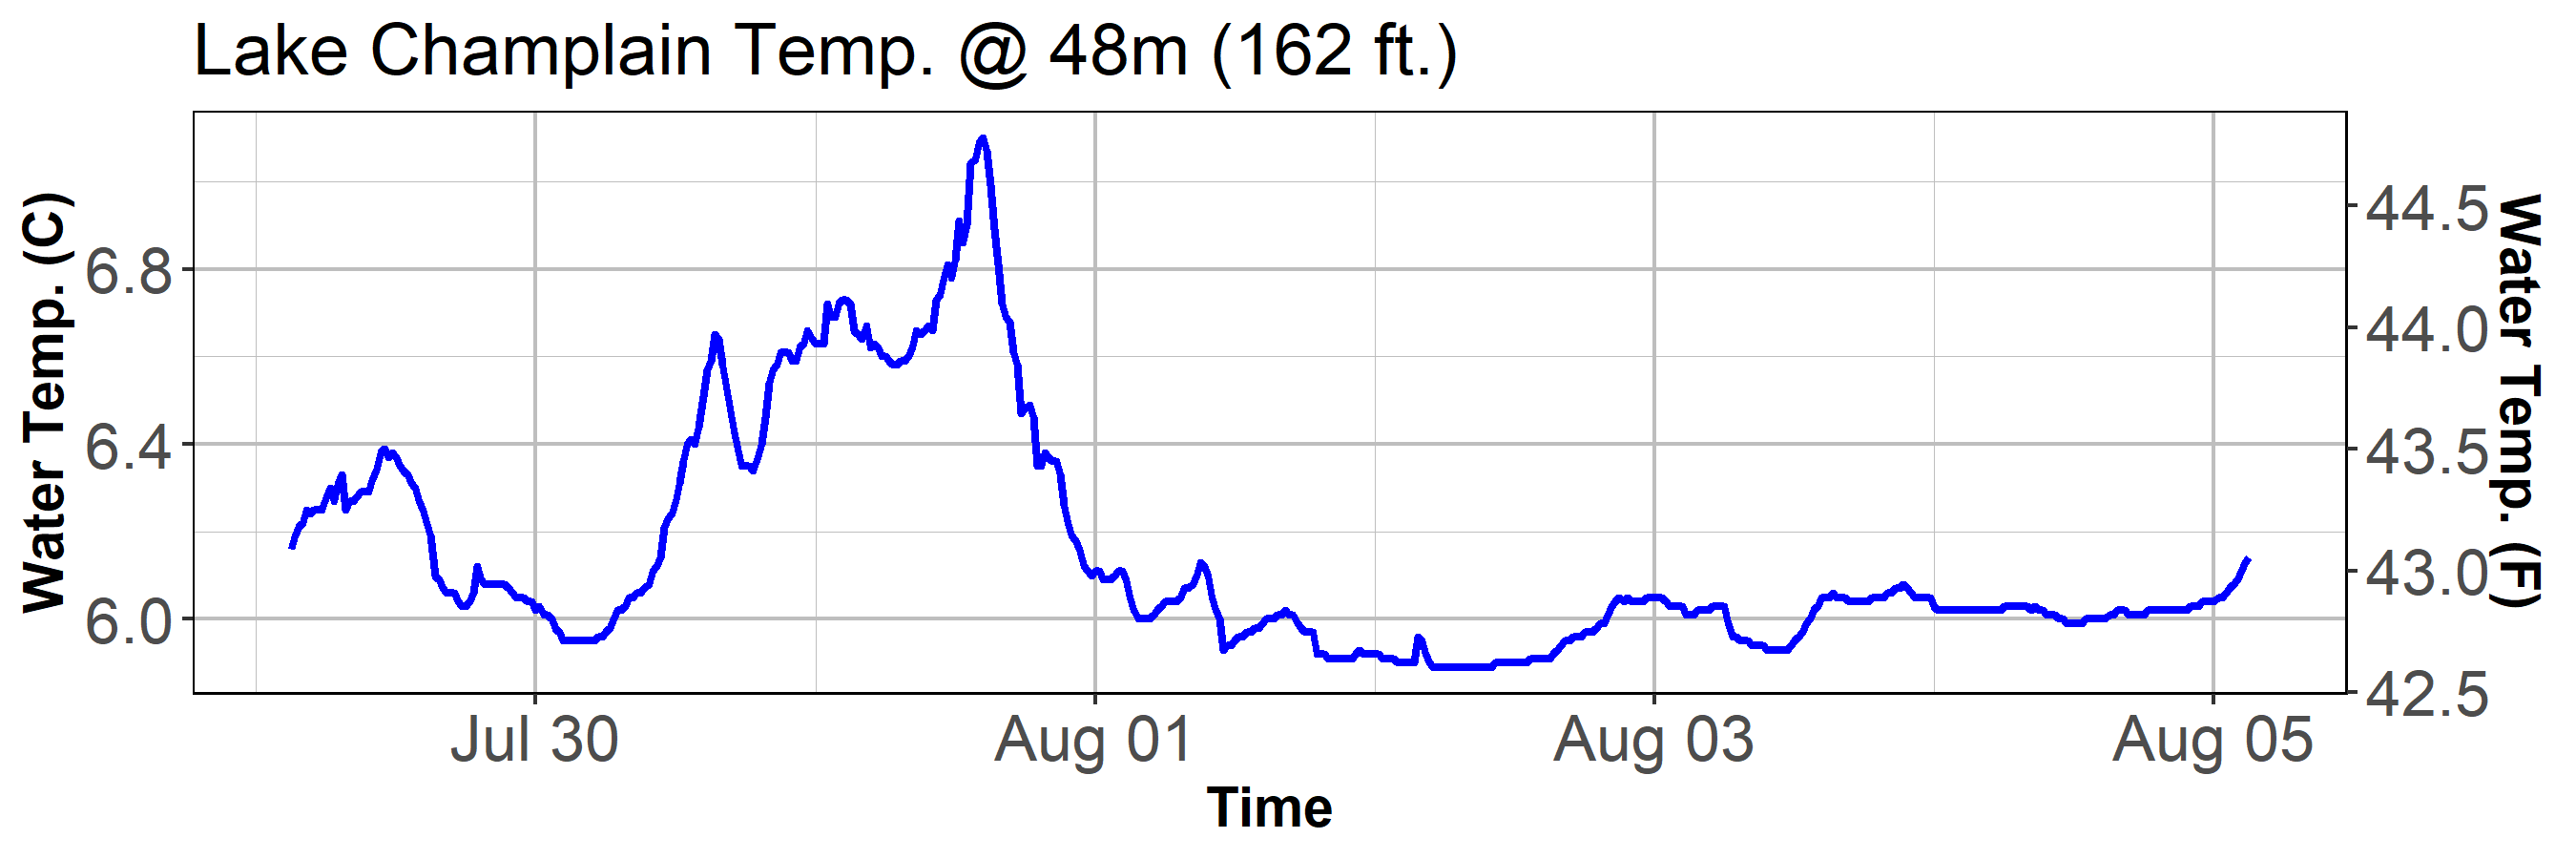 Lake Champlain Temp. @ 48m (162 ft.)
Water Temp. (C)
6.8
6.4
6.0
44.5
44.0
43.5
43.0
42.5
Water Temp. (F)
Jul 30
Aug 01
Aug 03
Aug 05
Time